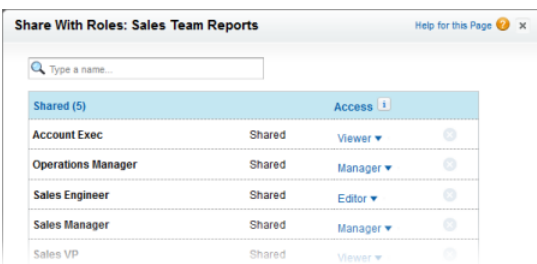 Share With Roles: Sales Team Reports Help for this Page ? x
Type a name...
Shared (5) Access i
Account Exec Shared Viewer
Operations Manager Shared Manager
Sales Engineer Shared Editor
Sales Manager Shared Manager
Sales VP Shared Viewer